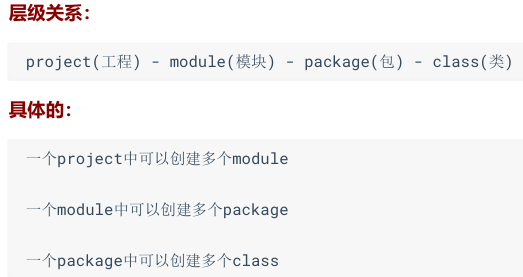 层级关系：
project(工程) - module(模块) - package(包) - class(类)
具体的：
一个project中可以创建多个module
一个module中可以创建多个package
一个package中可以创建多个class